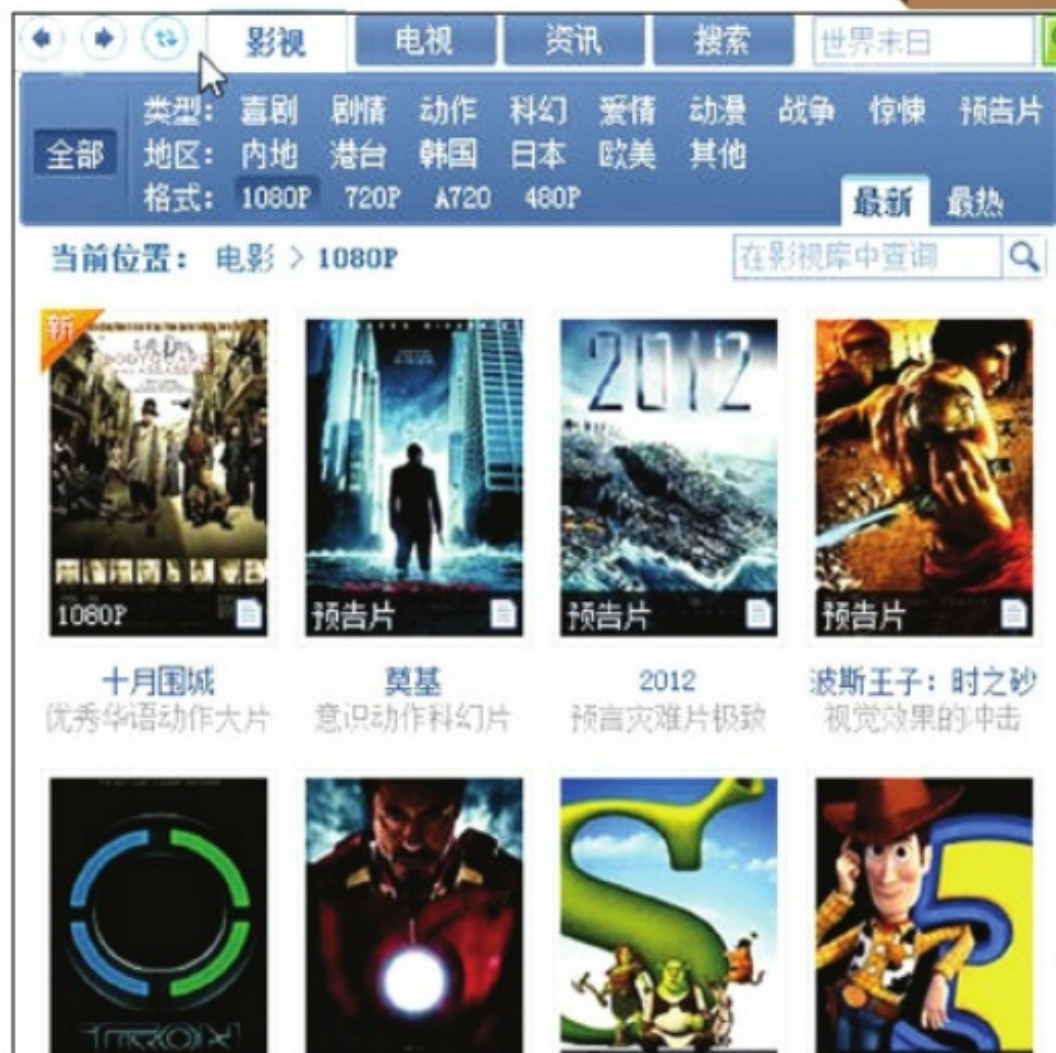 影视 电视 资讯 搜索 世界末日
类型： 喜剧 剧情 动作 科幻 爱情 动漫 战争 惊悚 预告片
全部 地区： 内地 港台 韩国 日本 欧美 其他
格式： 1080P 720P A720 480P 最新 最热
当前位置： 电影 > 1080P 在影视库中查询
新
BODYGUARDS
ASSASSINS
2012
1080P 预告片 预告片 预告片
十月围城 奠基 2012 波斯王子：时之砂
优秀华语动作大片 意识动作科幻片 预言灾难片极致 视觉效果的冲击
S 3
TRON